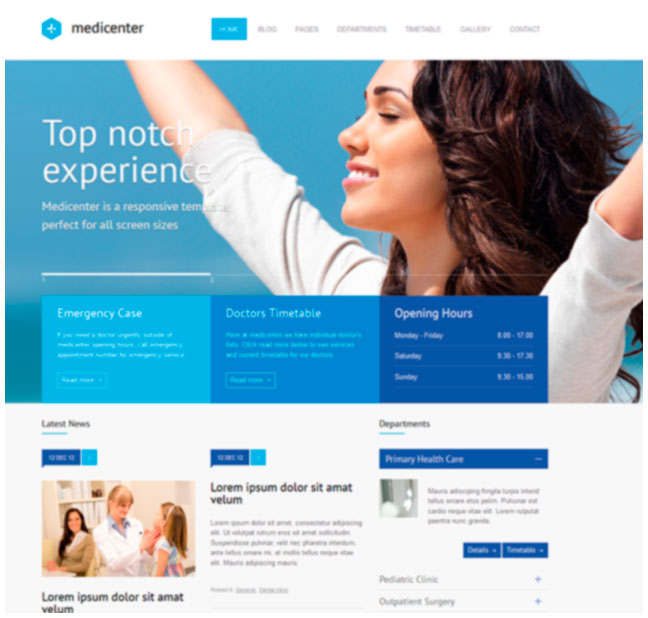 medicenter
HOME BLOG PAGES DEPARTMENTS TIMETABLE GALLERY CONTACT
Top notch
experience
Medicenter is a responsive template
perfect for all screen sizes
1 2
Emergency Case
If you need a doctor urgently outside of
medicenter opening hours, call emergency
appointment number for emergency service.
Read more →
Doctors Timetable
Here at medicenter we have individual doctor's
lists. Click read more below to see services
and current timetable for our doctors.
Read more →
Opening Hours
Monday - Friday 8.00 - 17.00
Saturday 9.30 - 17.30
Sunday 9.30 - 15.00
Latest News
12 DEC 12
Lorem ipsum dolor sit amat
velum
12 DEC 12
Lorem ipsum dolor sit amat
velum
Lorem ipsum dolor sit amet, consectetur adipiscing
elit. Ut volutpat rutrum eros sit amet sollicitudin.
Suspendisse pulvinar, velit nec pharetra interdum,
ante tellus ornare mi, et mollis tellus neque vitae
elit. Mauris adipiscing mauris.
Posted in General, Dental clinic
Departments
Primary Health Care −
Mauris adisciping fringila turpis intend
tellus ornare etos pelim. Pulvunar est
cardio neque vitae elit. Lorem vulputat
paentra nunc gravida.
Details →
Timetable →
Pediatric Clinic +
Outpatient Surgery +